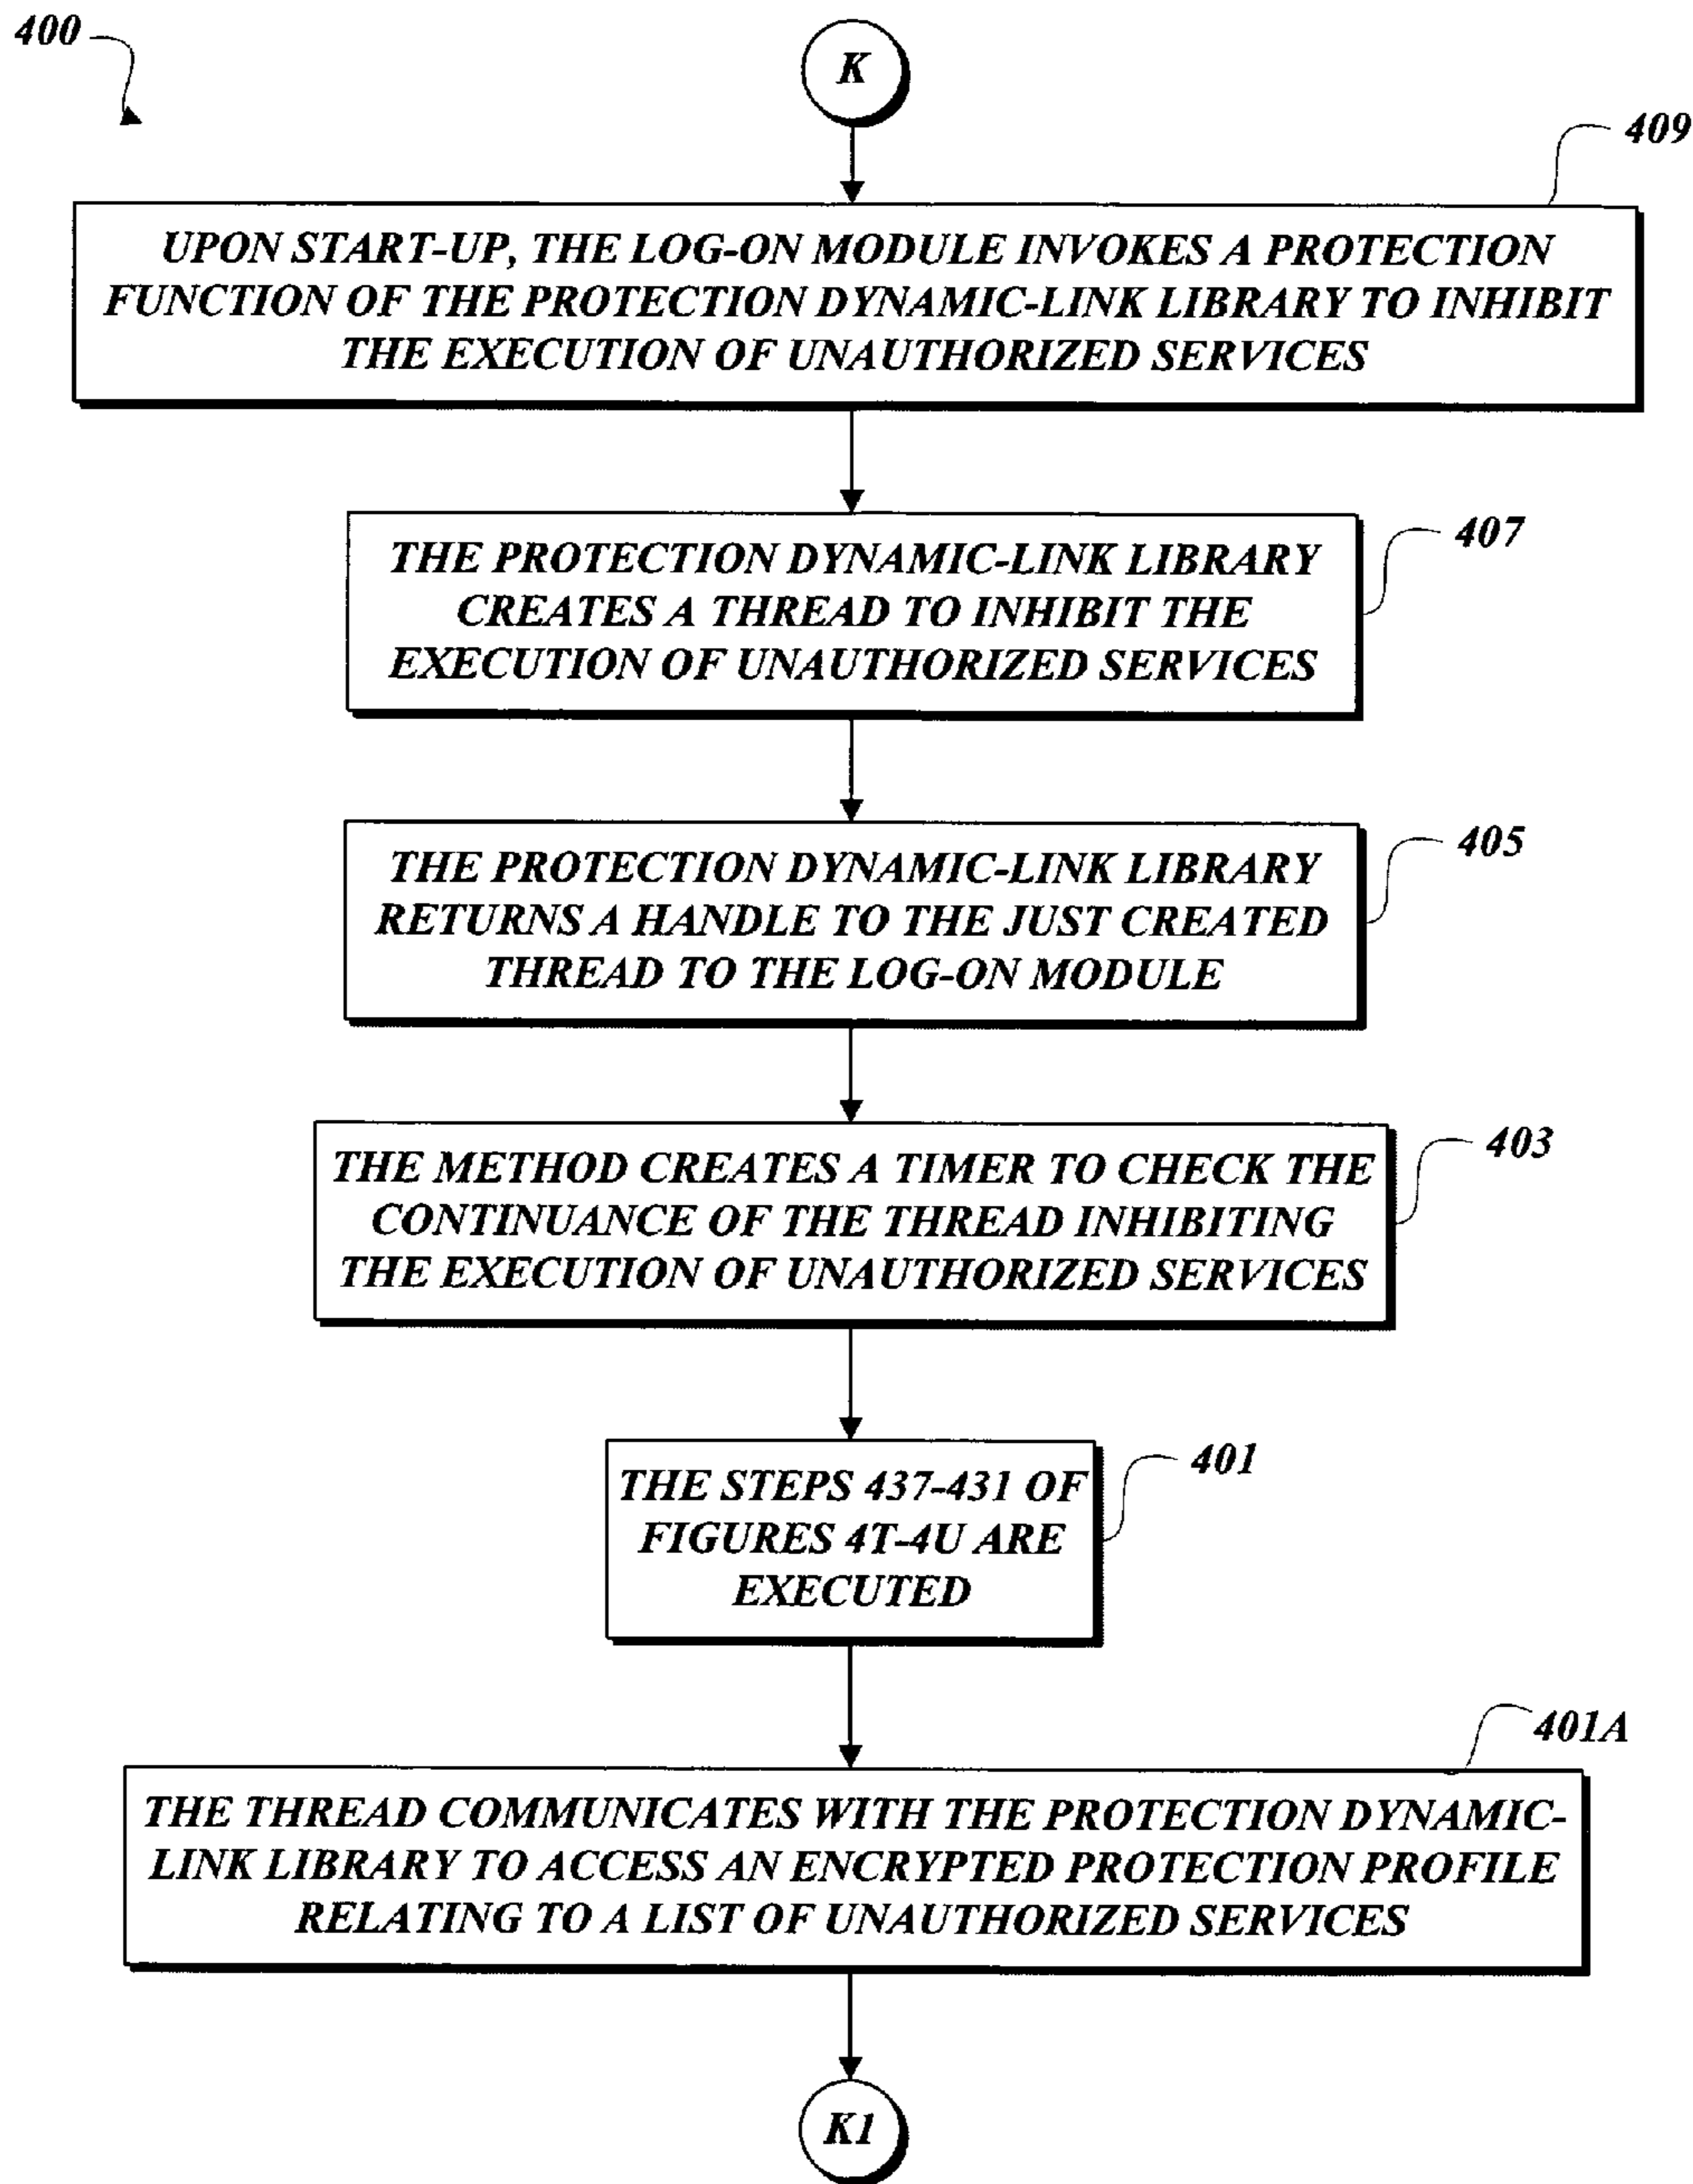 400
K
409
UPON START-UP, THE LOG-ON MODULE INVOKES A PROTECTION
FUNCTION OF THE PROTECTION DYNAMIC-LINK LIBRARY TO INHIBIT
THE EXECUTION OF UNAUTHORIZED SERVICES
407
THE PROTECTION DYNAMIC-LINK LIBRARY
CREATES A THREAD TO INHIBIT THE
EXECUTION OF UNAUTHORIZED SERVICES
405
THE PROTECTION DYNAMIC-LINK LIBRARY
RETURNS A HANDLE TO THE JUST CREATED
THREAD TO THE LOG-ON MODULE
403
THE METHOD CREATES A TIMER TO CHECK THE
CONTINUANCE OF THE THREAD INHIBITING
THE EXECUTION OF UNAUTHORIZED SERVICES
401
THE STEPS 437-431 OF
FIGURES 4T-4U ARE
EXECUTED
401A
THE THREAD COMMUNICATES WITH THE PROTECTION DYNAMIC-
LINK LIBRARY TO ACCESS AN ENCRYPTED PROTECTION PROFILE
RELATING TO A LIST OF UNAUTHORIZED SERVICES
K1